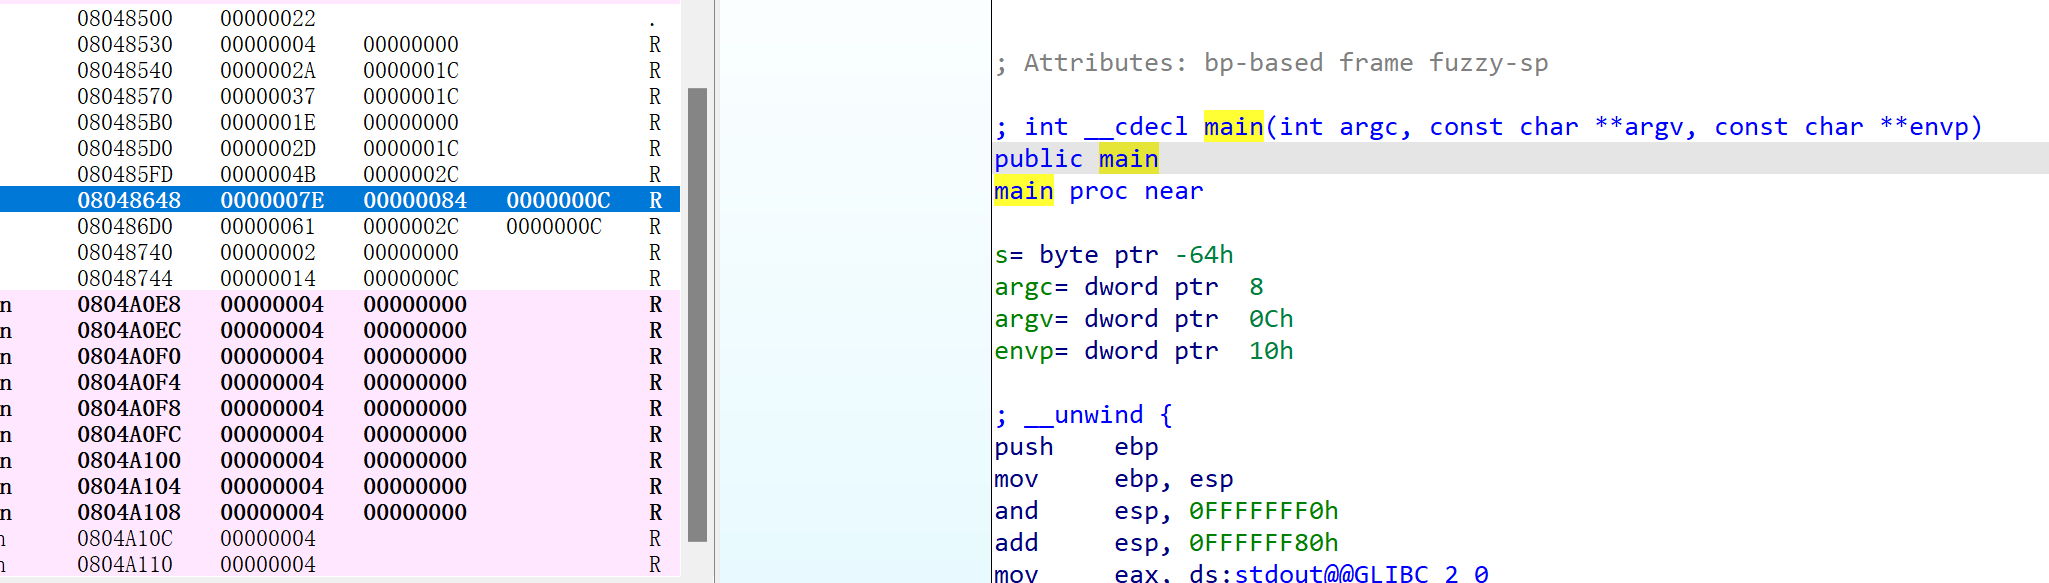 08048500 00000022 .
08048530 00000004 00000000 R
08048540 0000002A 0000001C R
08048570 00000037 0000001C R
080485B0 0000001E 00000000 R
080485D0 0000002D 0000001C R
080485FD 0000004B 0000002C R
08048648 0000007E 00000084 0000000C R
080486D0 00000061 0000002C 0000000C R
08048740 00000002 00000000 R
08048744 00000014 0000000C R
n 0804A0E8 00000004 00000000 R
n 0804A0EC 00000004 00000000 R
n 0804A0F0 00000004 00000000 R
n 0804A0F4 00000004 00000000 R
n 0804A0F8 00000004 00000000 R
n 0804A0FC 00000004 00000000 R
n 0804A100 00000004 00000000 R
n 0804A104 00000004 00000000 R
n 0804A108 00000004 00000000 R
n 0804A10C 00000004 R
n 0804A110 00000004 R
; Attributes: bp-based frame fuzzy-sp
; int __cdecl main(int argc, const char **argv, const char **envp)
public main
main proc near
s= byte ptr -64h
argc= dword ptr 8
argv= dword ptr 0Ch
envp= dword ptr 10h
; __unwind {
push ebp
mov ebp, esp
and esp, 0FFFFFFF0h
add esp, 0FFFFFF80h
mov eax, ds:stdout@@GLIBC_2_0